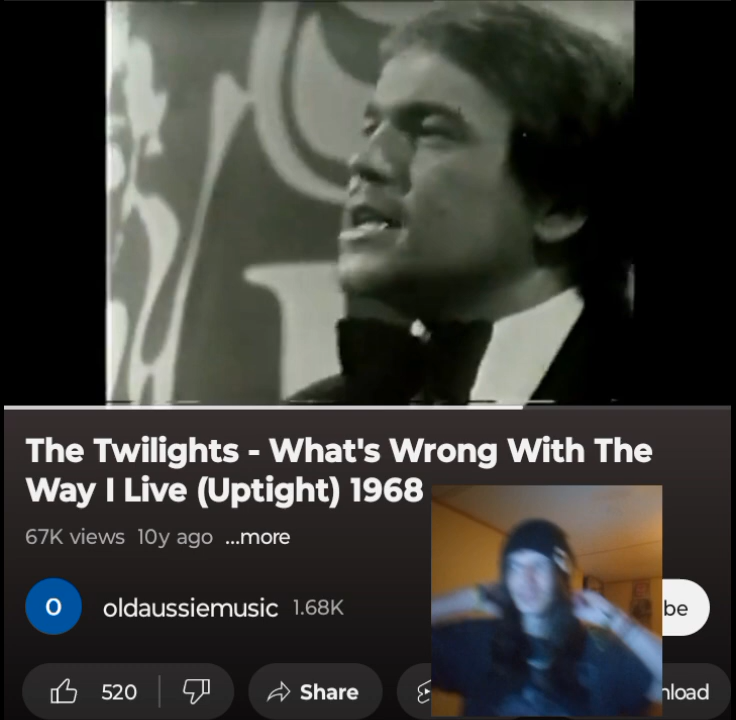 The Twilights - What's Wrong With The
Way I Live (Uptight) 1968
67K views 10y ago ...more
O oldaussiemusic 1.68K be
520 Share nload